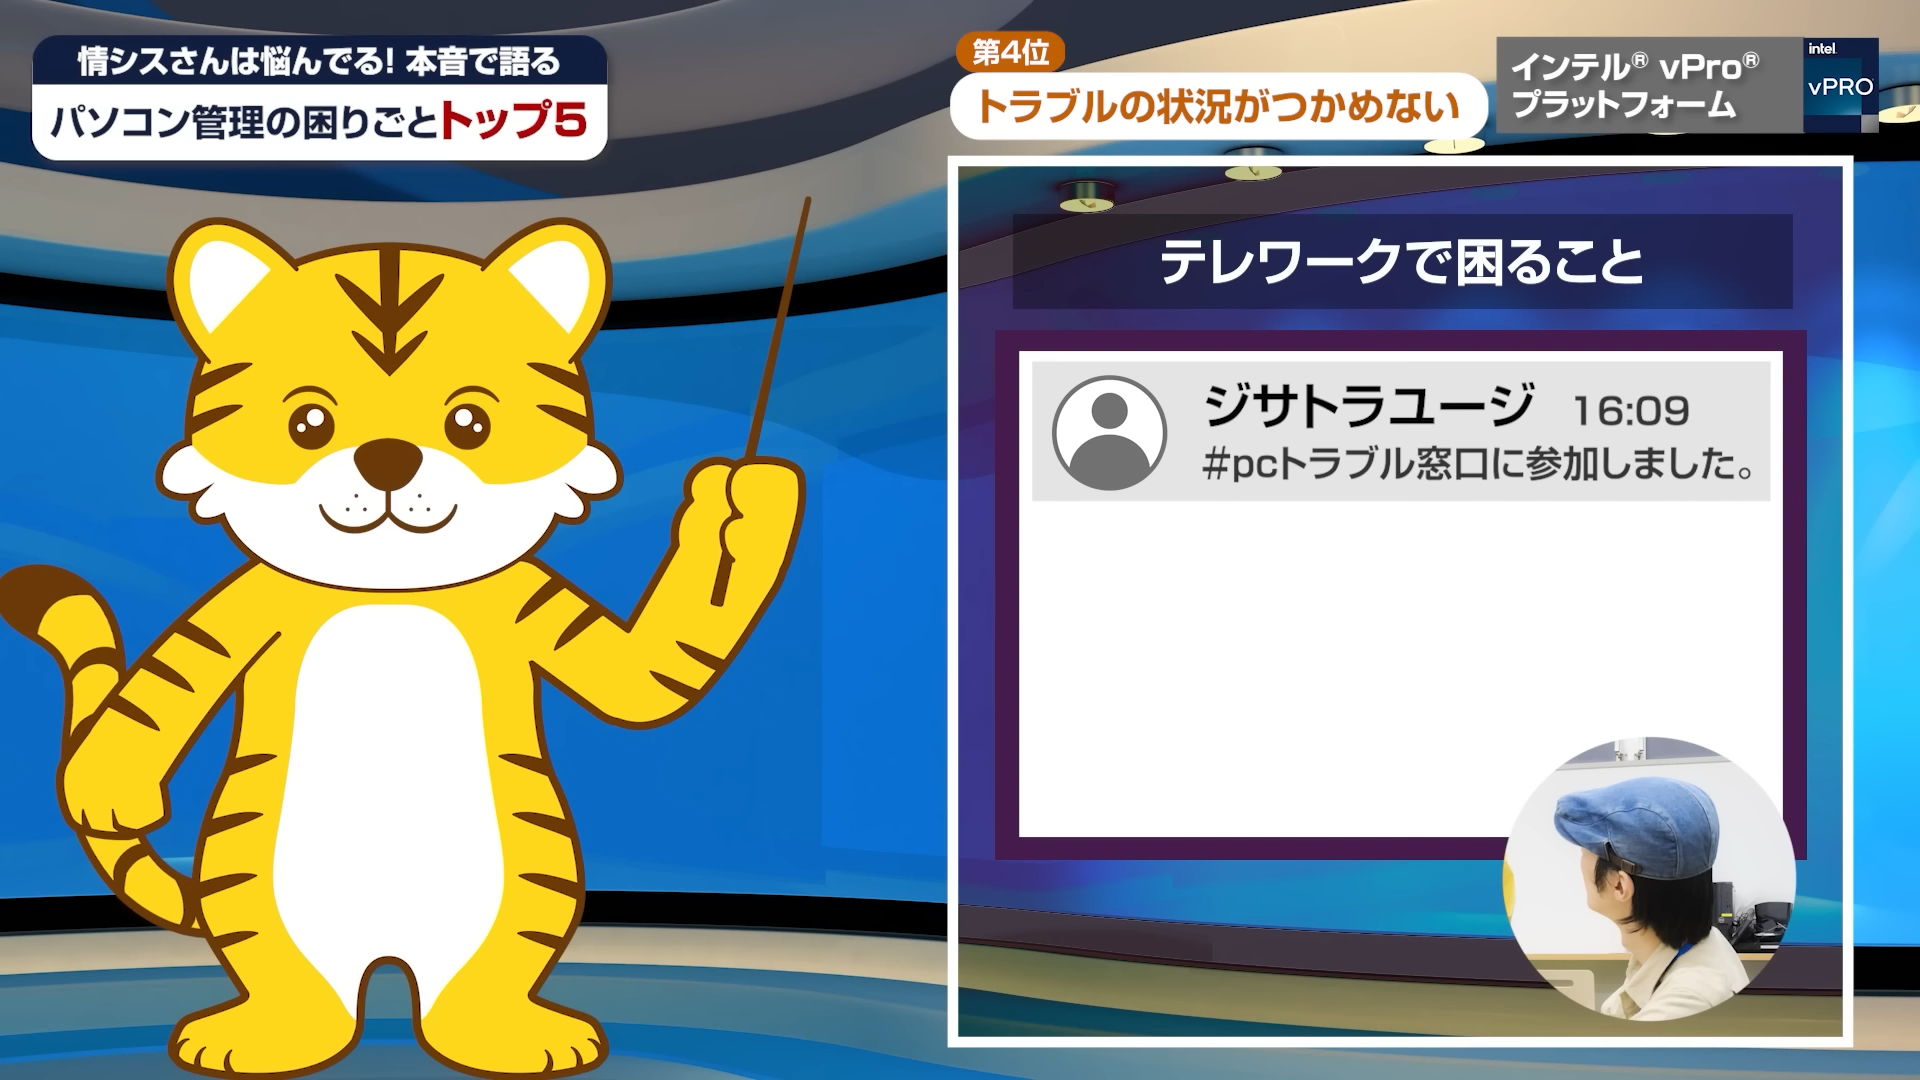 情シスさんは悩んでる! 本音で語る
パソコン管理の困りごとトップ5
第4位
トラブルの状況がつかめない
インテル® vPro®
プラットフォーム
intel.
vPRO
テレワークで困ること
ジサトラユージ 16:09
#pcトラブル窓口に参加しました。